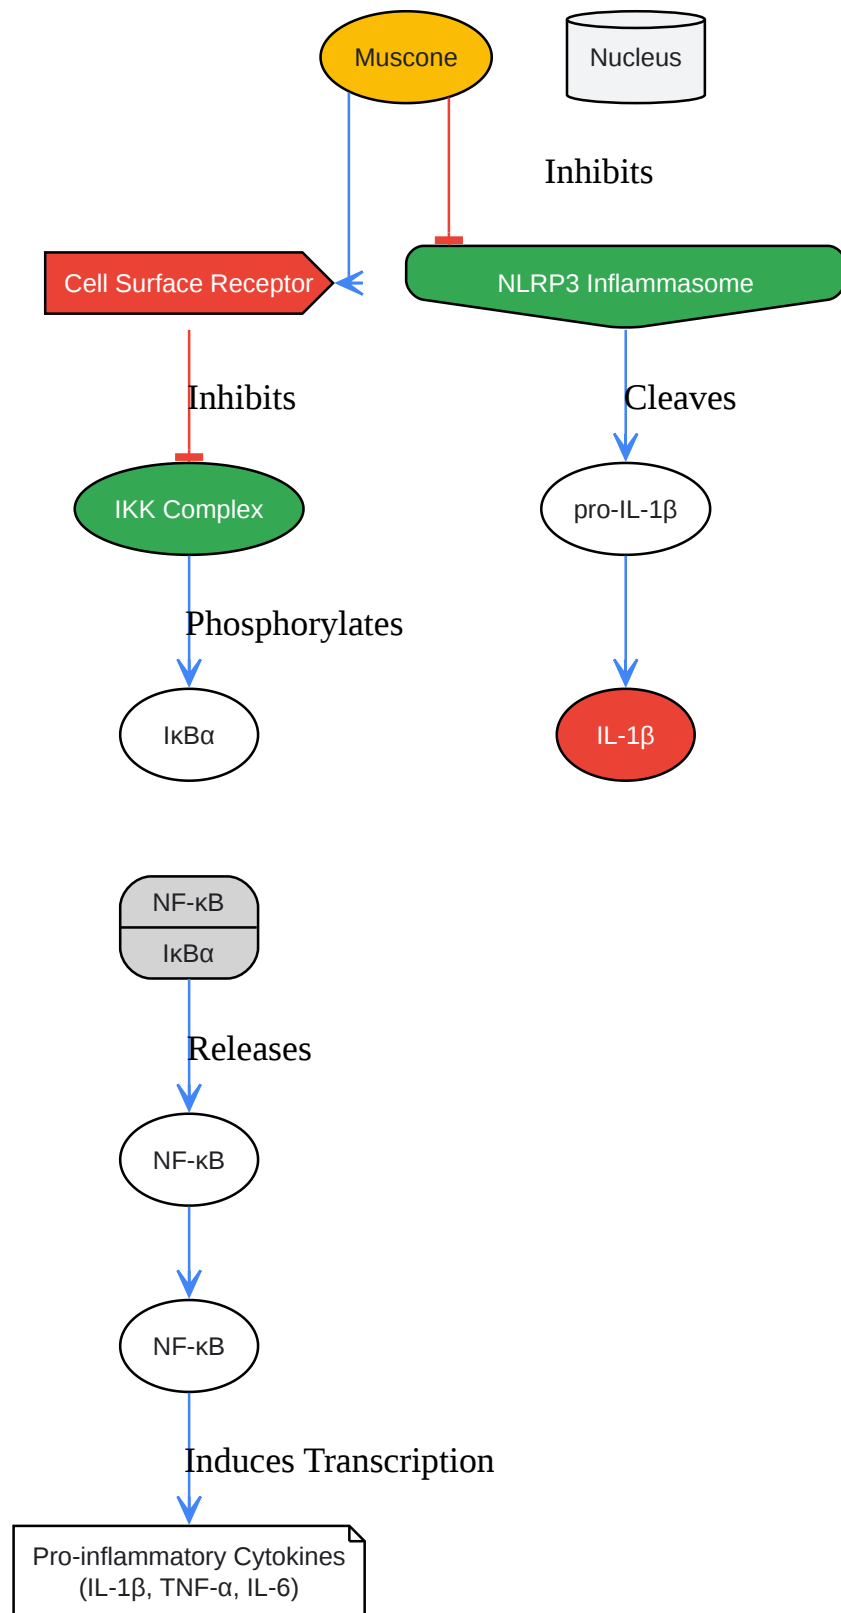 Muscone
Nucleus
Inhibits
Cell Surface Receptor
NLRP3 Inflammasome
Inhibits
Cleaves
IKK Complex
pro-IL-1β
Phosphorylates
IκBα
IL-1β
NF-κB
IκBα
Releases
NF-κB
NF-κB
Induces Transcription
Pro-inflammatory Cytokines
(IL-1β, TNF-α, IL-6)